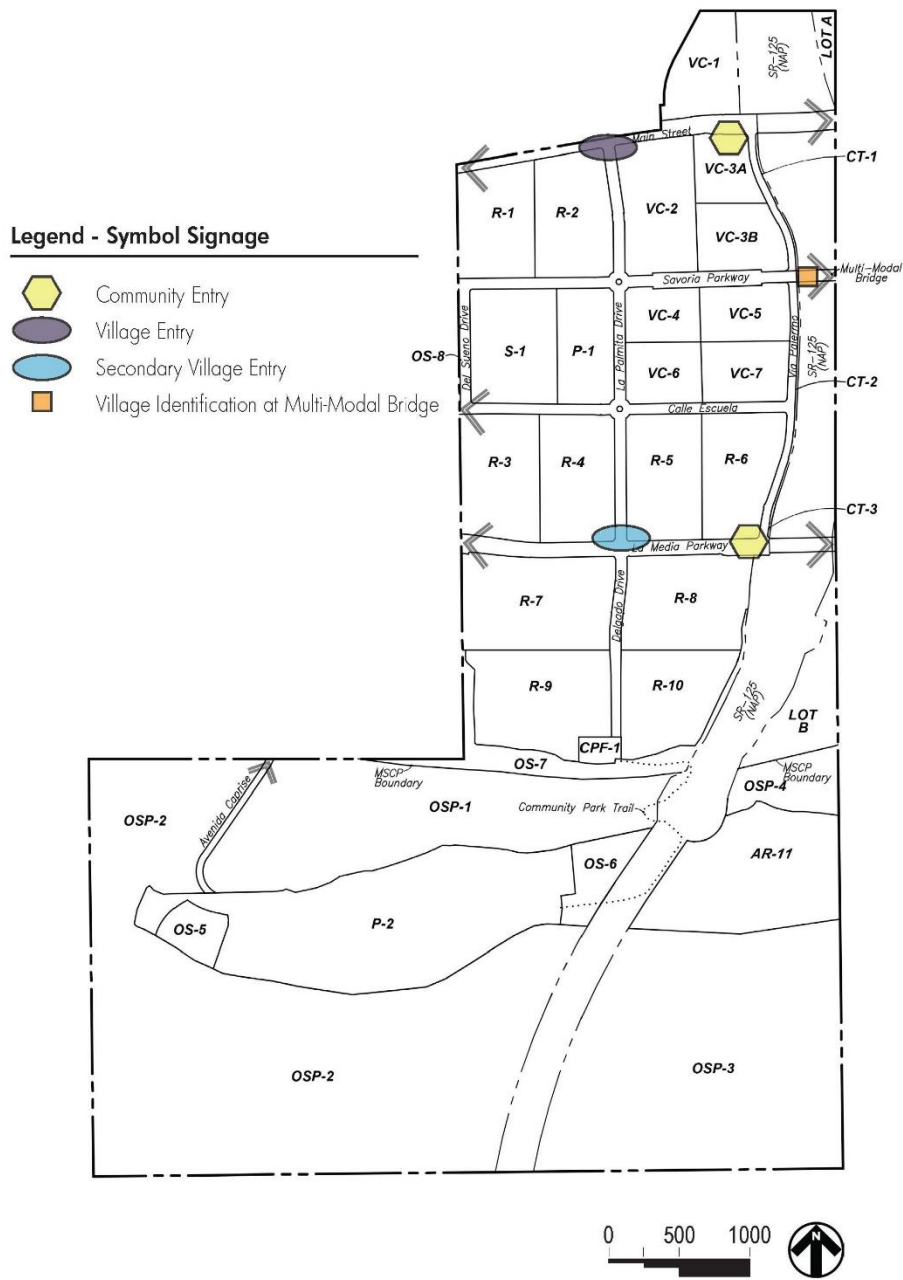 LOT A
SR-125
(NAP)
VC-1
Main Street
CT-1
VC-3A
R-1
R-2
VC-2
VC-3B
Legend - Symbol Signage
Community Entry
Village Entry
Secondary Village Entry
Village Identification at Multi-Modal Bridge
Multi-Modal
Bridge
Savoria Parkway
VC-4
VC-5
OS-8
Del Sueno Drive
S-1
P-1
La Palmita Drive
Via Palermo
SR-125
(NAP)
VC-6
VC-7
CT-2
Calle Escuela
R-3
R-4
R-5
R-6
CT-3
La Media Parkway
R-7
Delgado Drive
R-8
R-9
R-10
SR-125
(NAP)
LOT
B
CPF-1
OS-7
MSCP
Boundary
MSCP
Boundary
OSP-4
Avenida Caprise
OSP-2
OSP-1
Community Park Trail
OS-6
AR-11
OS-5
P-2
OSP-2
OSP-3
0 500 1000
N